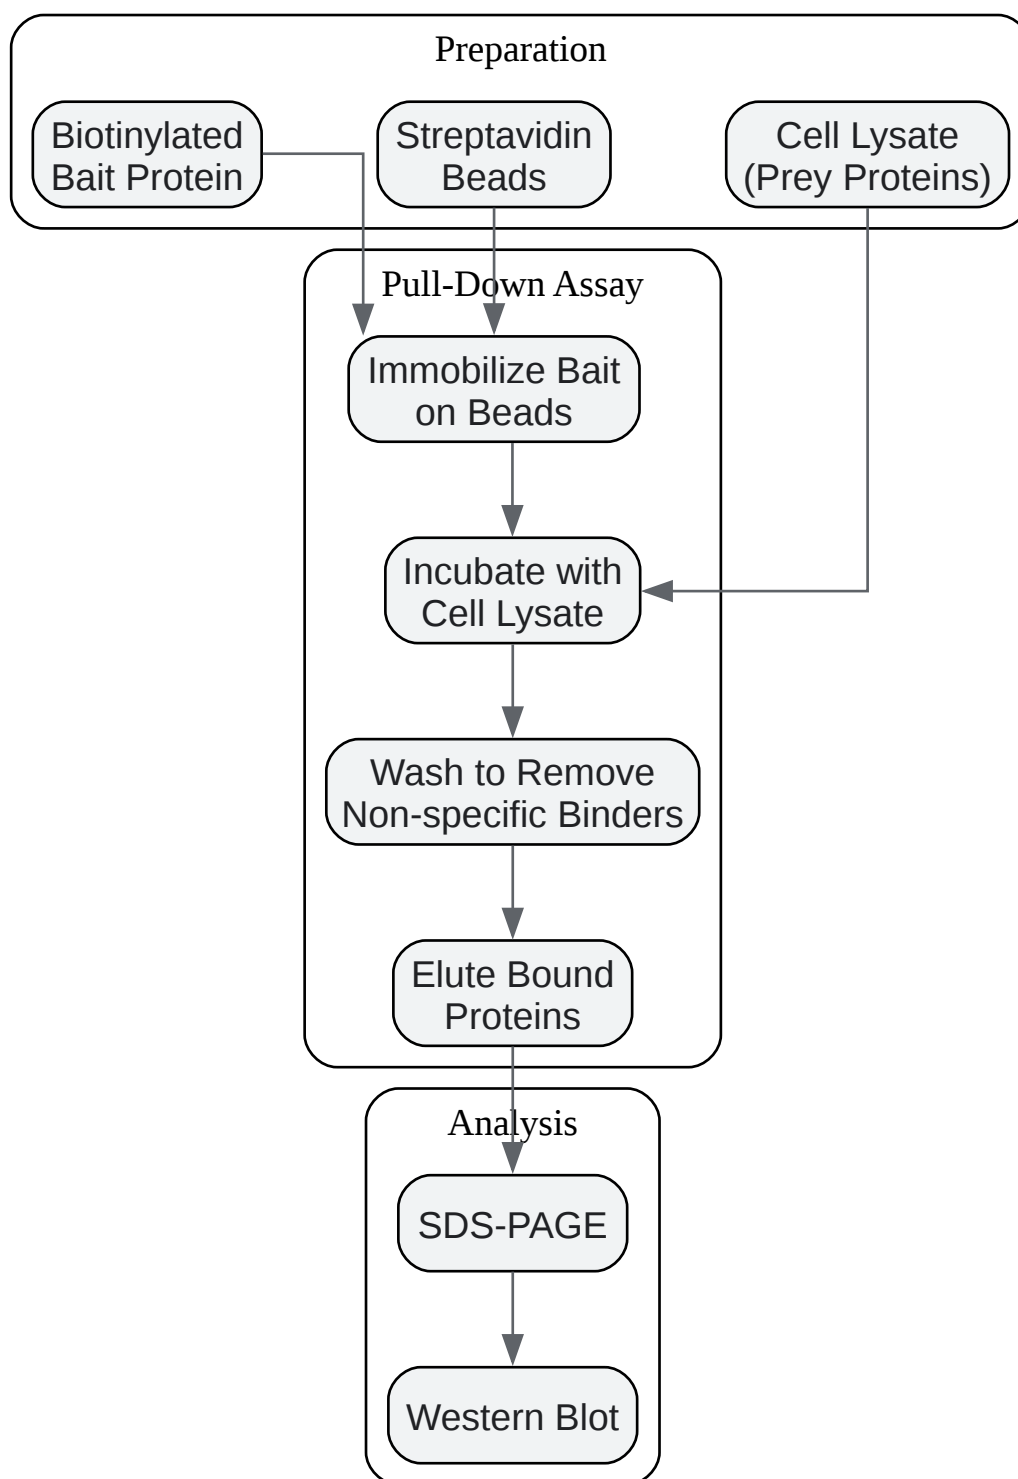 Preparation
Biotinylated
Bait Protein
Streptavidin
Beads
Cell Lysate
(Prey Proteins)
Pull-Down Assay
Immobilize Bait
on Beads
Incubate with
Cell Lysate
Wash to Remove
Non-specific Binders
Elute Bound
Proteins
Analysis
SDS-PAGE
Western Blot